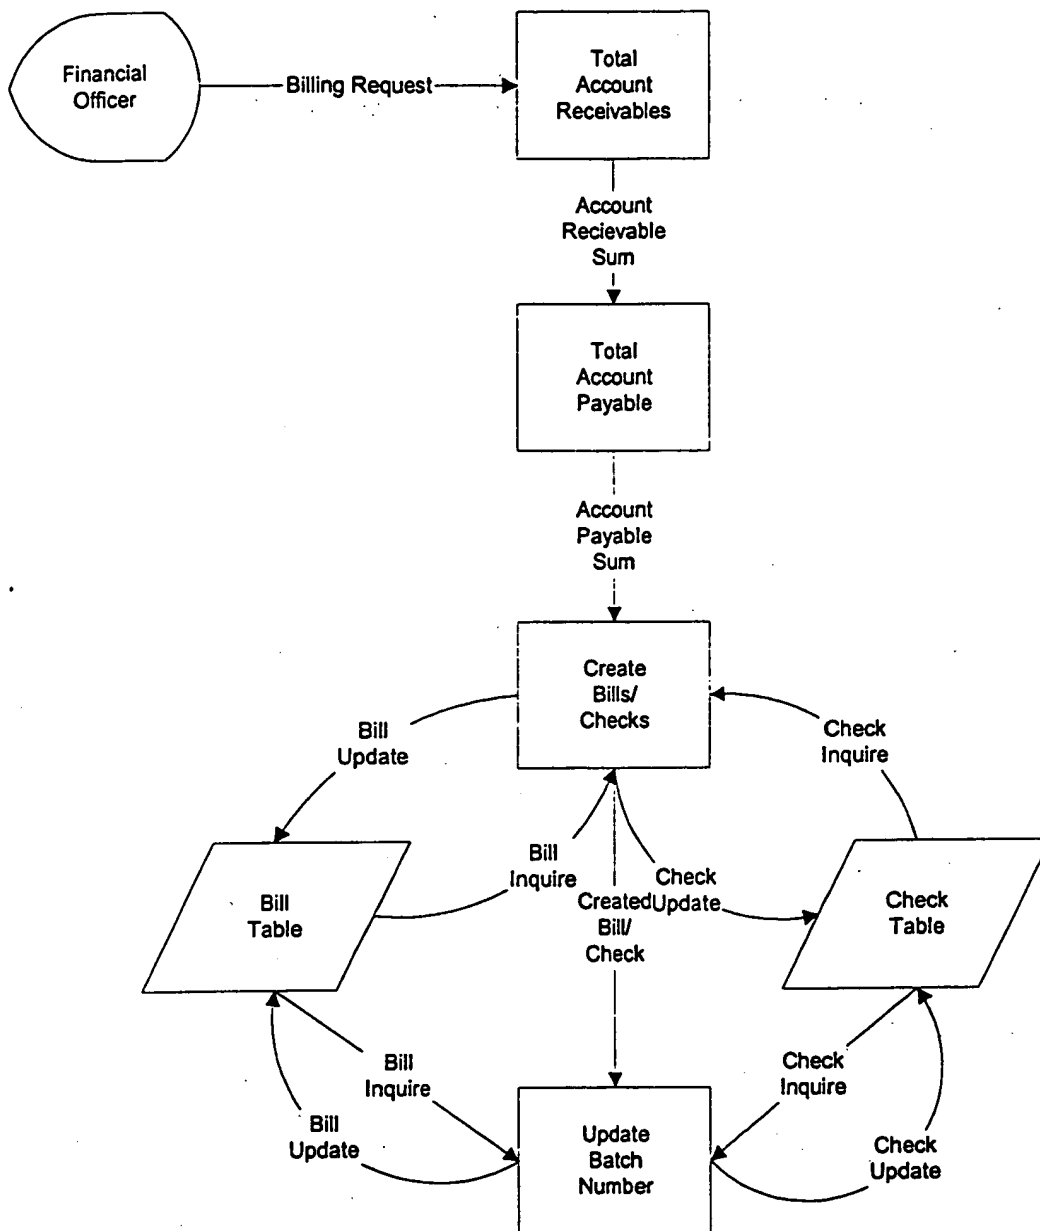 Financial
Officer
Billing Request
Total
Account
Receivables
Account
Recievable
Sum
Total
Account
Payable
Account
Payable
Sum
Create
Bills/
Checks
Bill
Update
Check
Inquire
Bill
Inquire
Check
Update
Created
Bill/
Check
Bill
Table
Check
Table
Bill
Inquire
Check
Inquire
Bill
Update
Update
Batch
Number
Check
Update